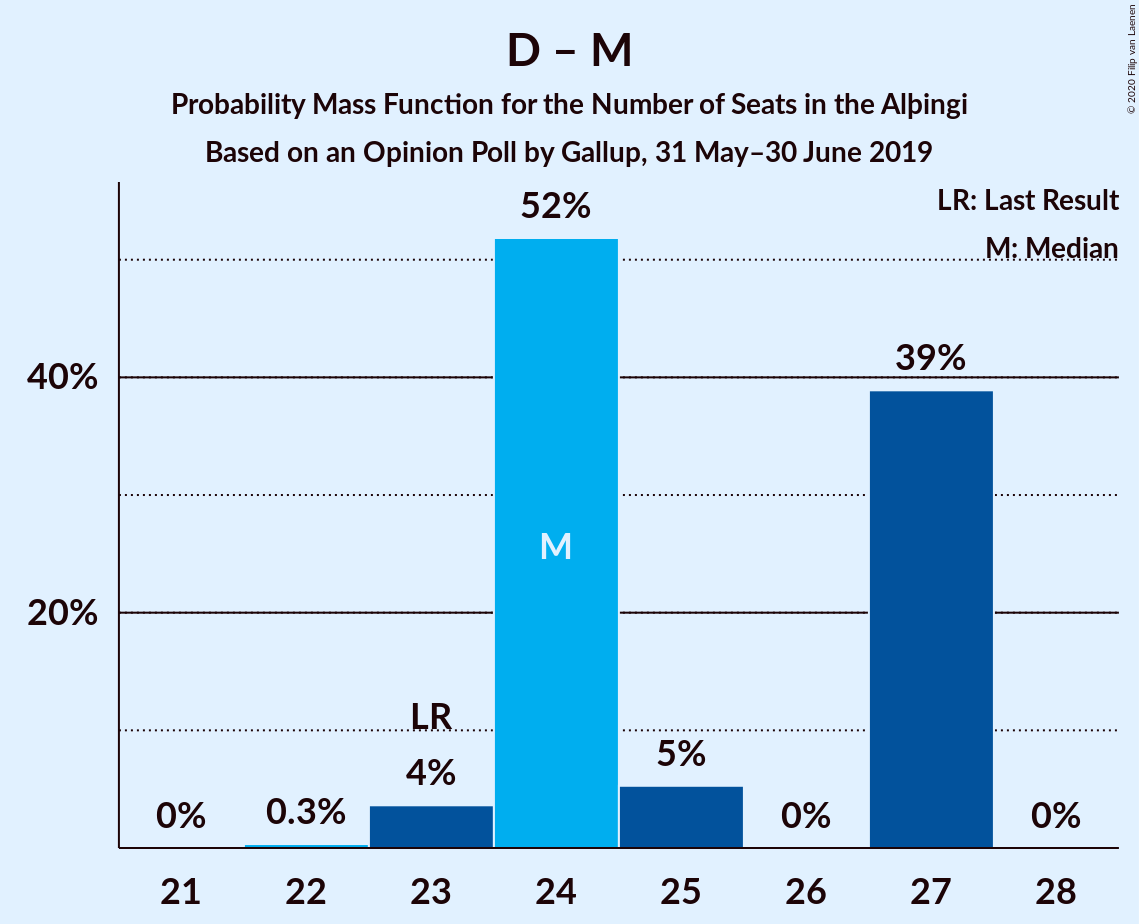 D – M
Probability Mass Function for the Number of Seats in the Alþingi
Based on an Opinion Poll by Gallup, 31 May–30 June 2019
© 2020 Filip van Laenen
LR: Last Result
M: Median
52%
40%
39%
M
20%
LR
4%
5%
0%
0.3%
0%
0%
21 22 23 24 25 26 27 28